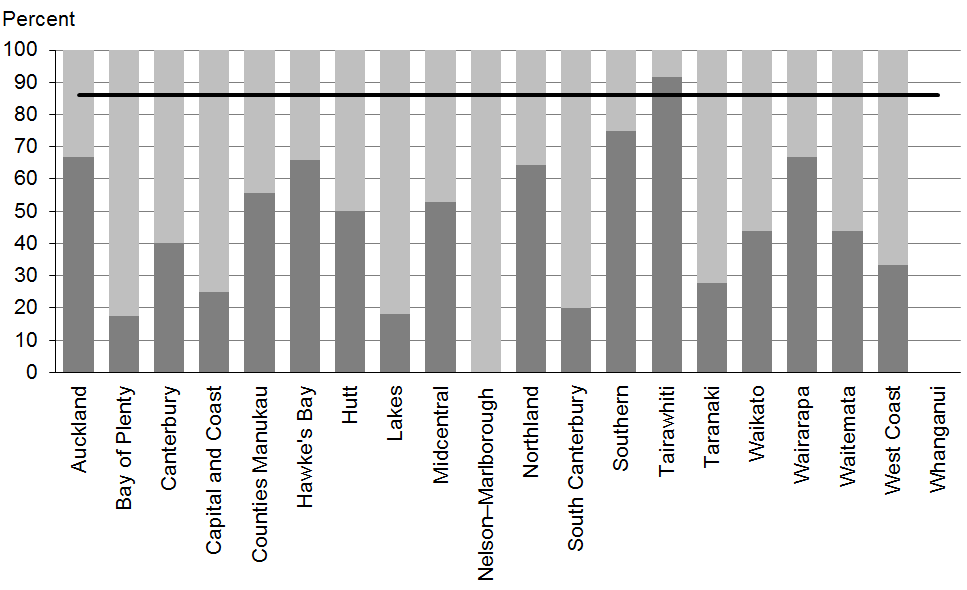 Percent
100
90
80
70
60
50
40
30
20
10
0
Auckland
Bay of Plenty
Canterbury
Capital and Coast
Counties Manukau
Hawke's Bay
Hutt
Lakes
Midcentral
Nelson–Marlborough
Northland
South Canterbury
Southern
Tairawhiti
Taranaki
Waikato
Wairarapa
Waitemata
West Coast
Whanganui